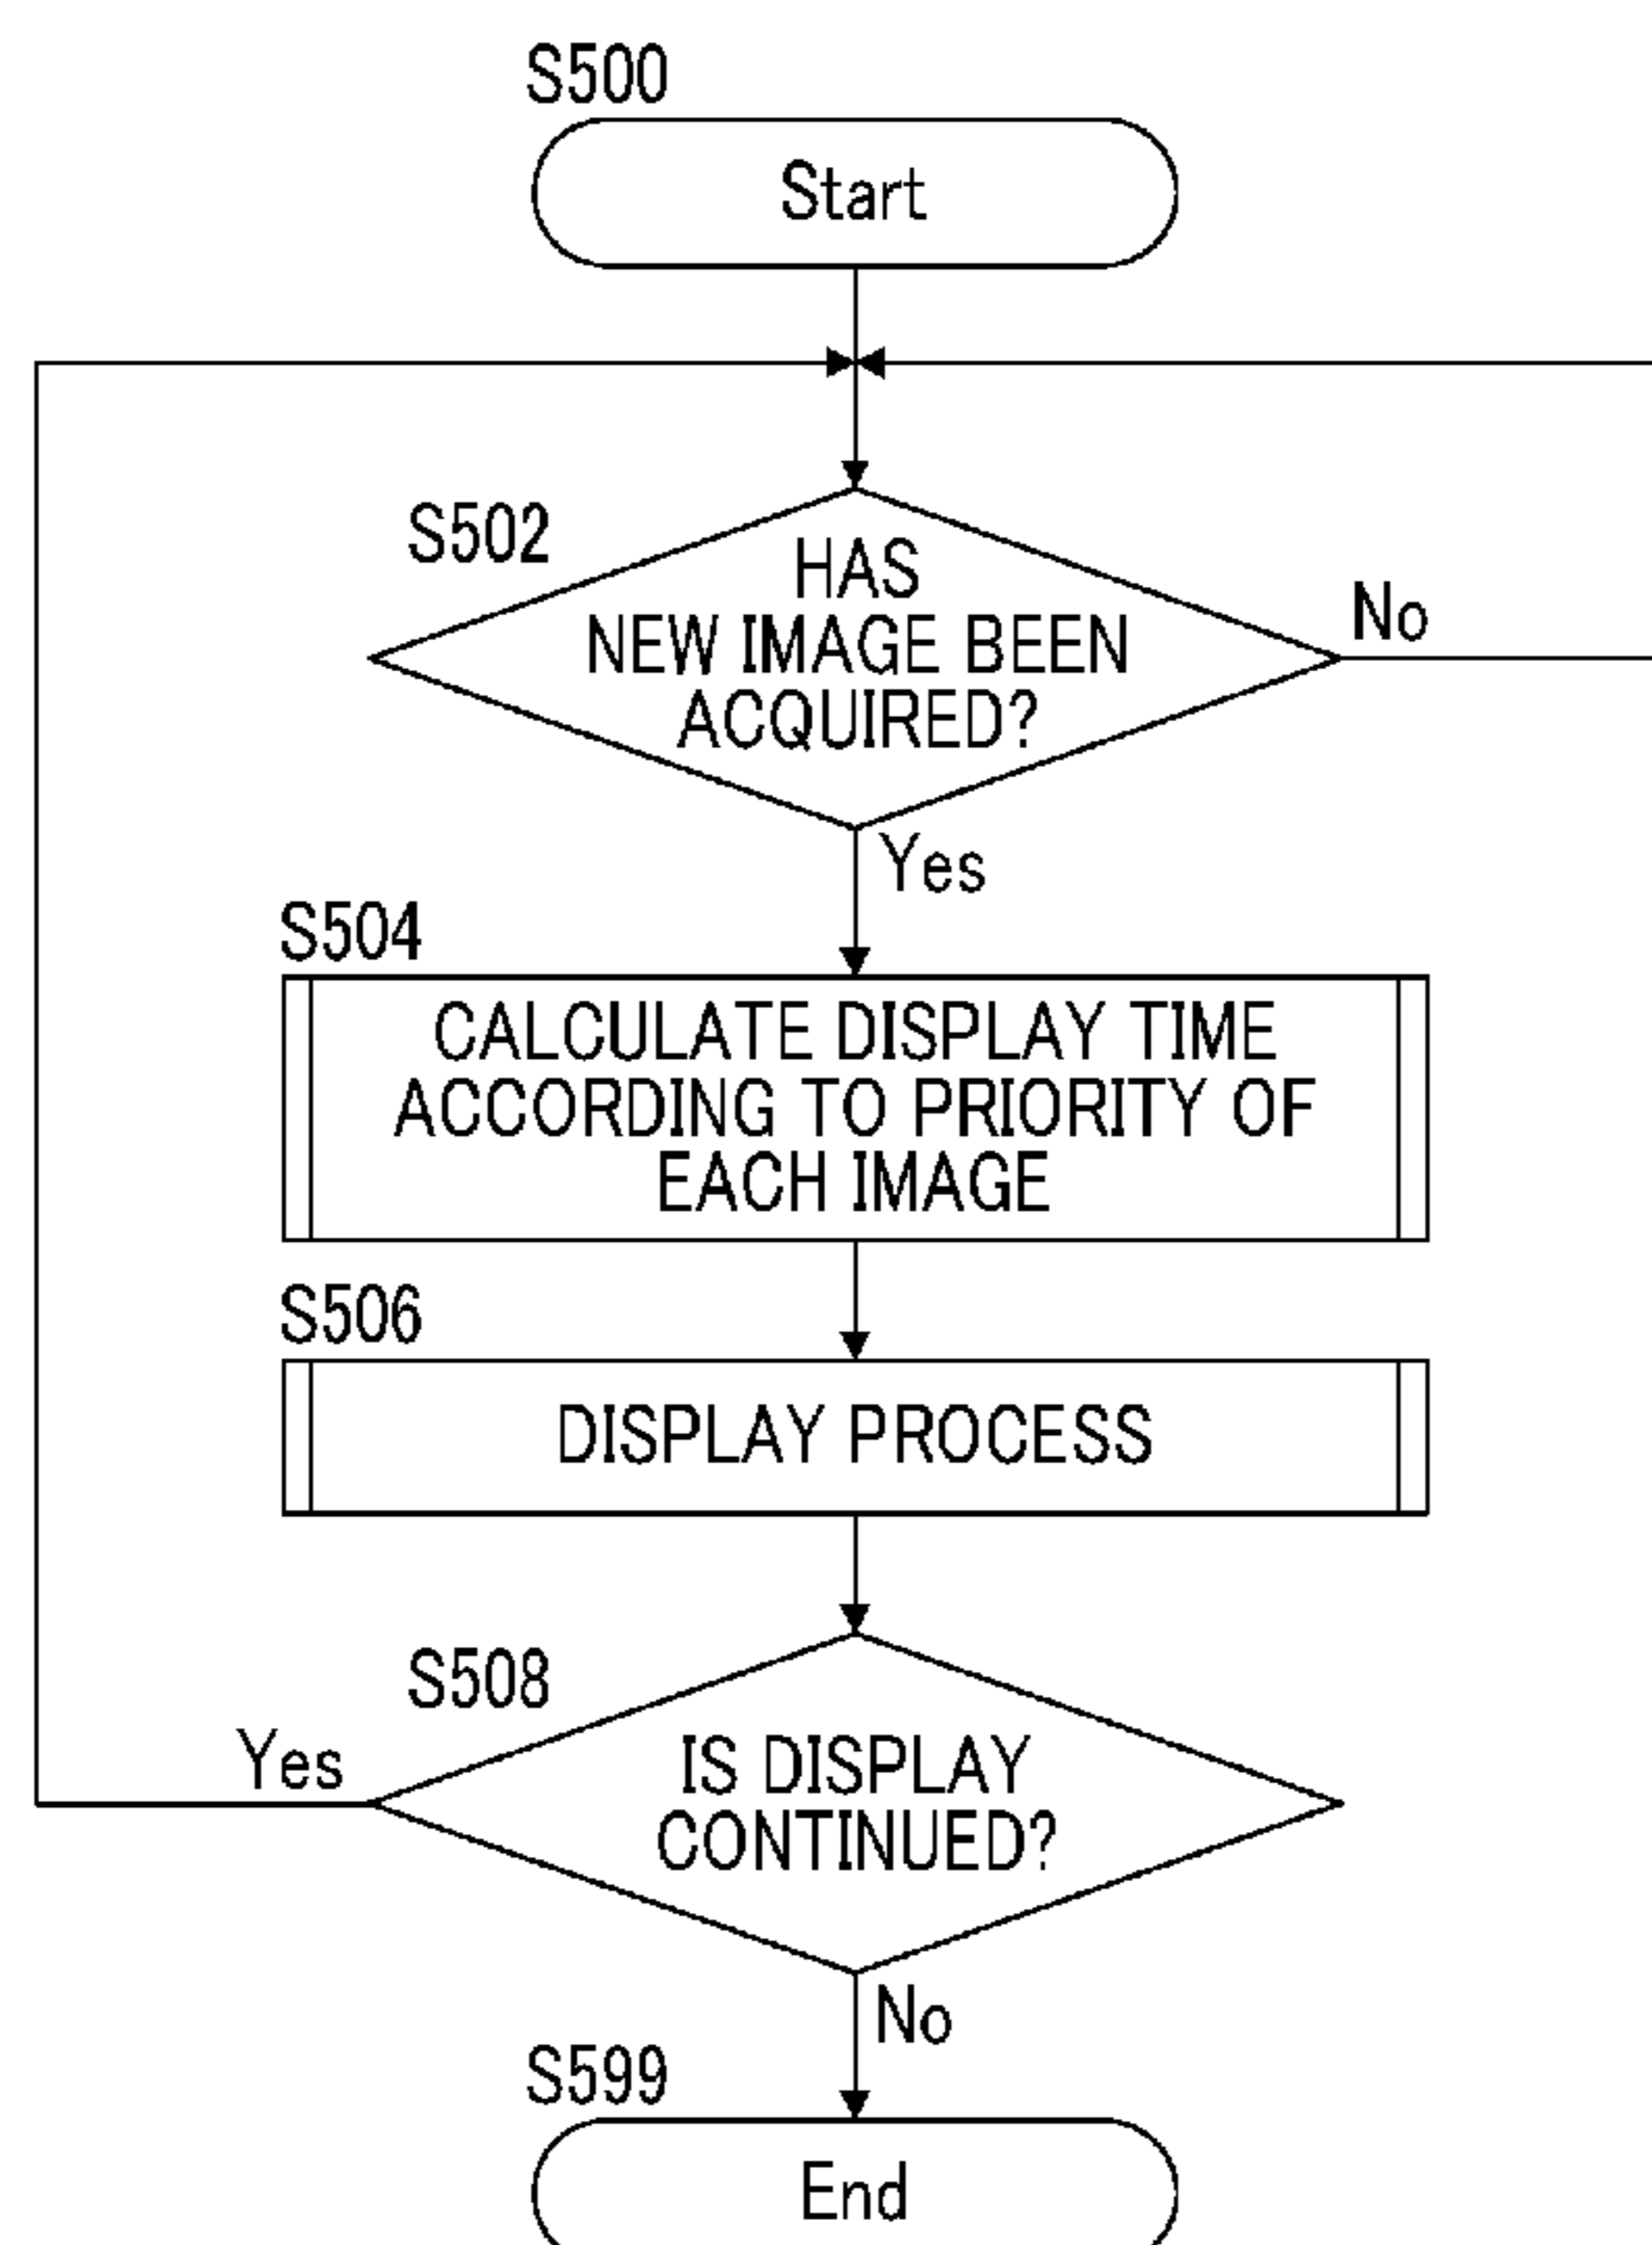 S500
Start
S502
HAS
NEW IMAGE BEEN
ACQUIRED?
No
Yes
S504
CALCULATE DISPLAY TIME
ACCORDING TO PRIORITY OF
EACH IMAGE
S506
DISPLAY PROCESS
S508
Yes
IS DISPLAY
CONTINUED?
No
S599
End